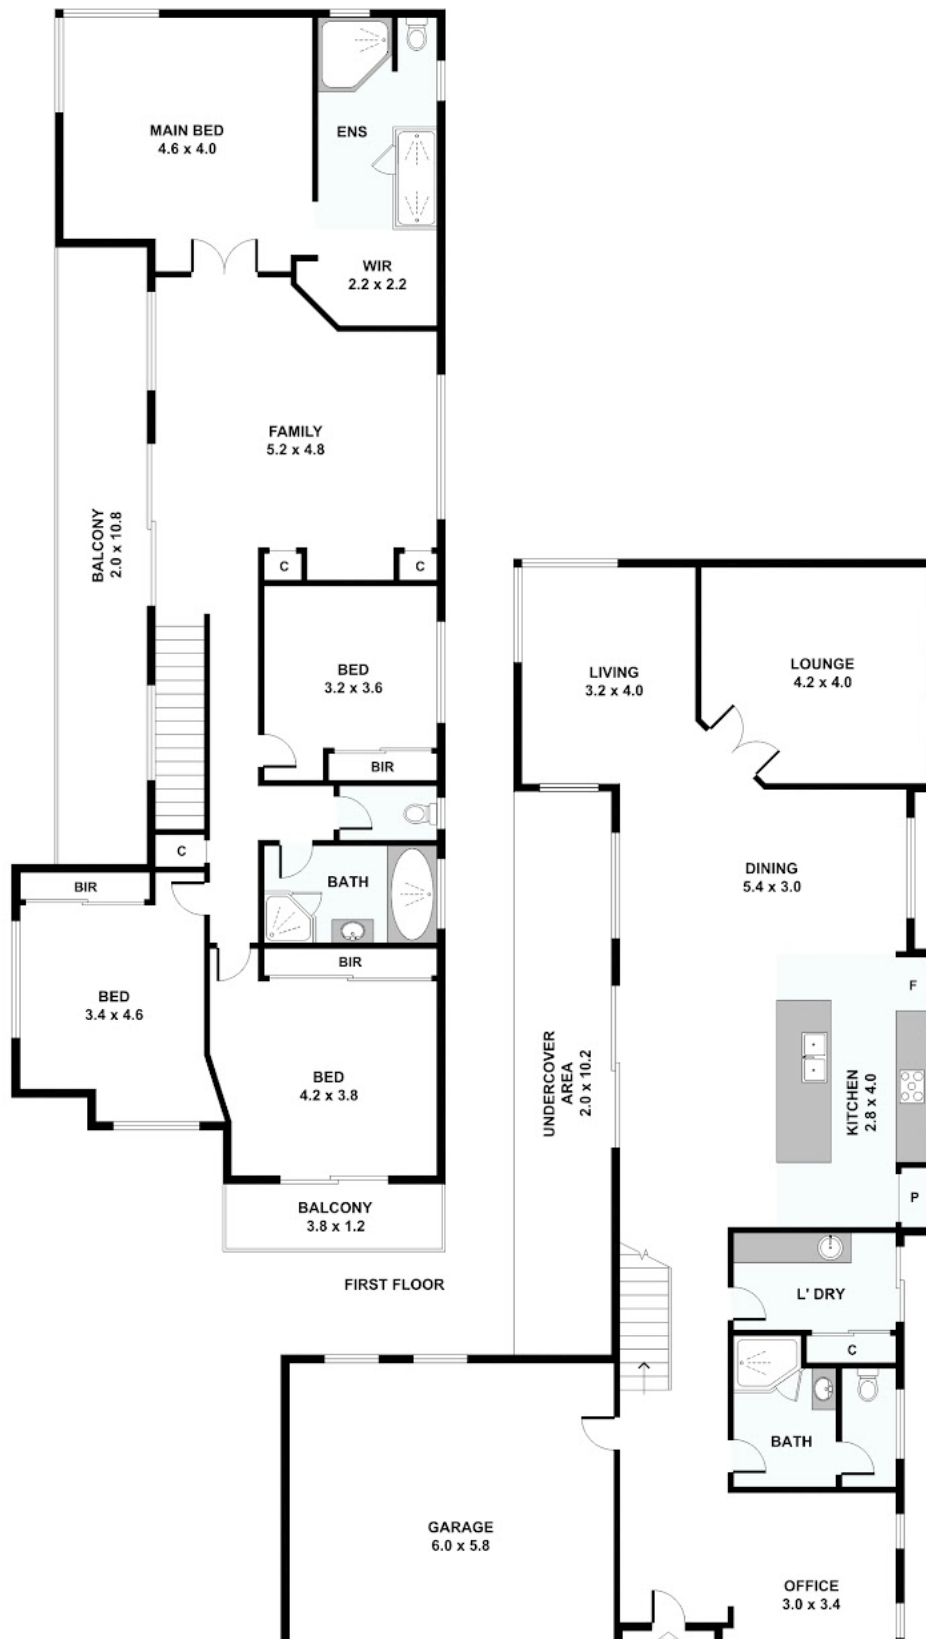 MAIN BED
4.6 x 4.0
ENS
WIR
2.2 x 2.2
FAMILY
5.2 x 4.8
BALCONY
2.0 x 10.8
C
C
BED
3.2 x 3.6
BIR
C
BATH
BIR
BIR
BED
3.4 x 4.6
BED
4.2 x 3.8
BALCONY
3.8 x 1.2
FIRST FLOOR
LIVING
3.2 x 4.0
LOUNGE
4.2 x 4.0
DINING
5.4 x 3.0
F
UNDERCOVER
AREA
2.0 x 10.2
KITCHEN
2.8 x 4.0
P
L' DRY
C
BATH
GARAGE
6.0 x 5.8
OFFICE
3.0 x 3.4